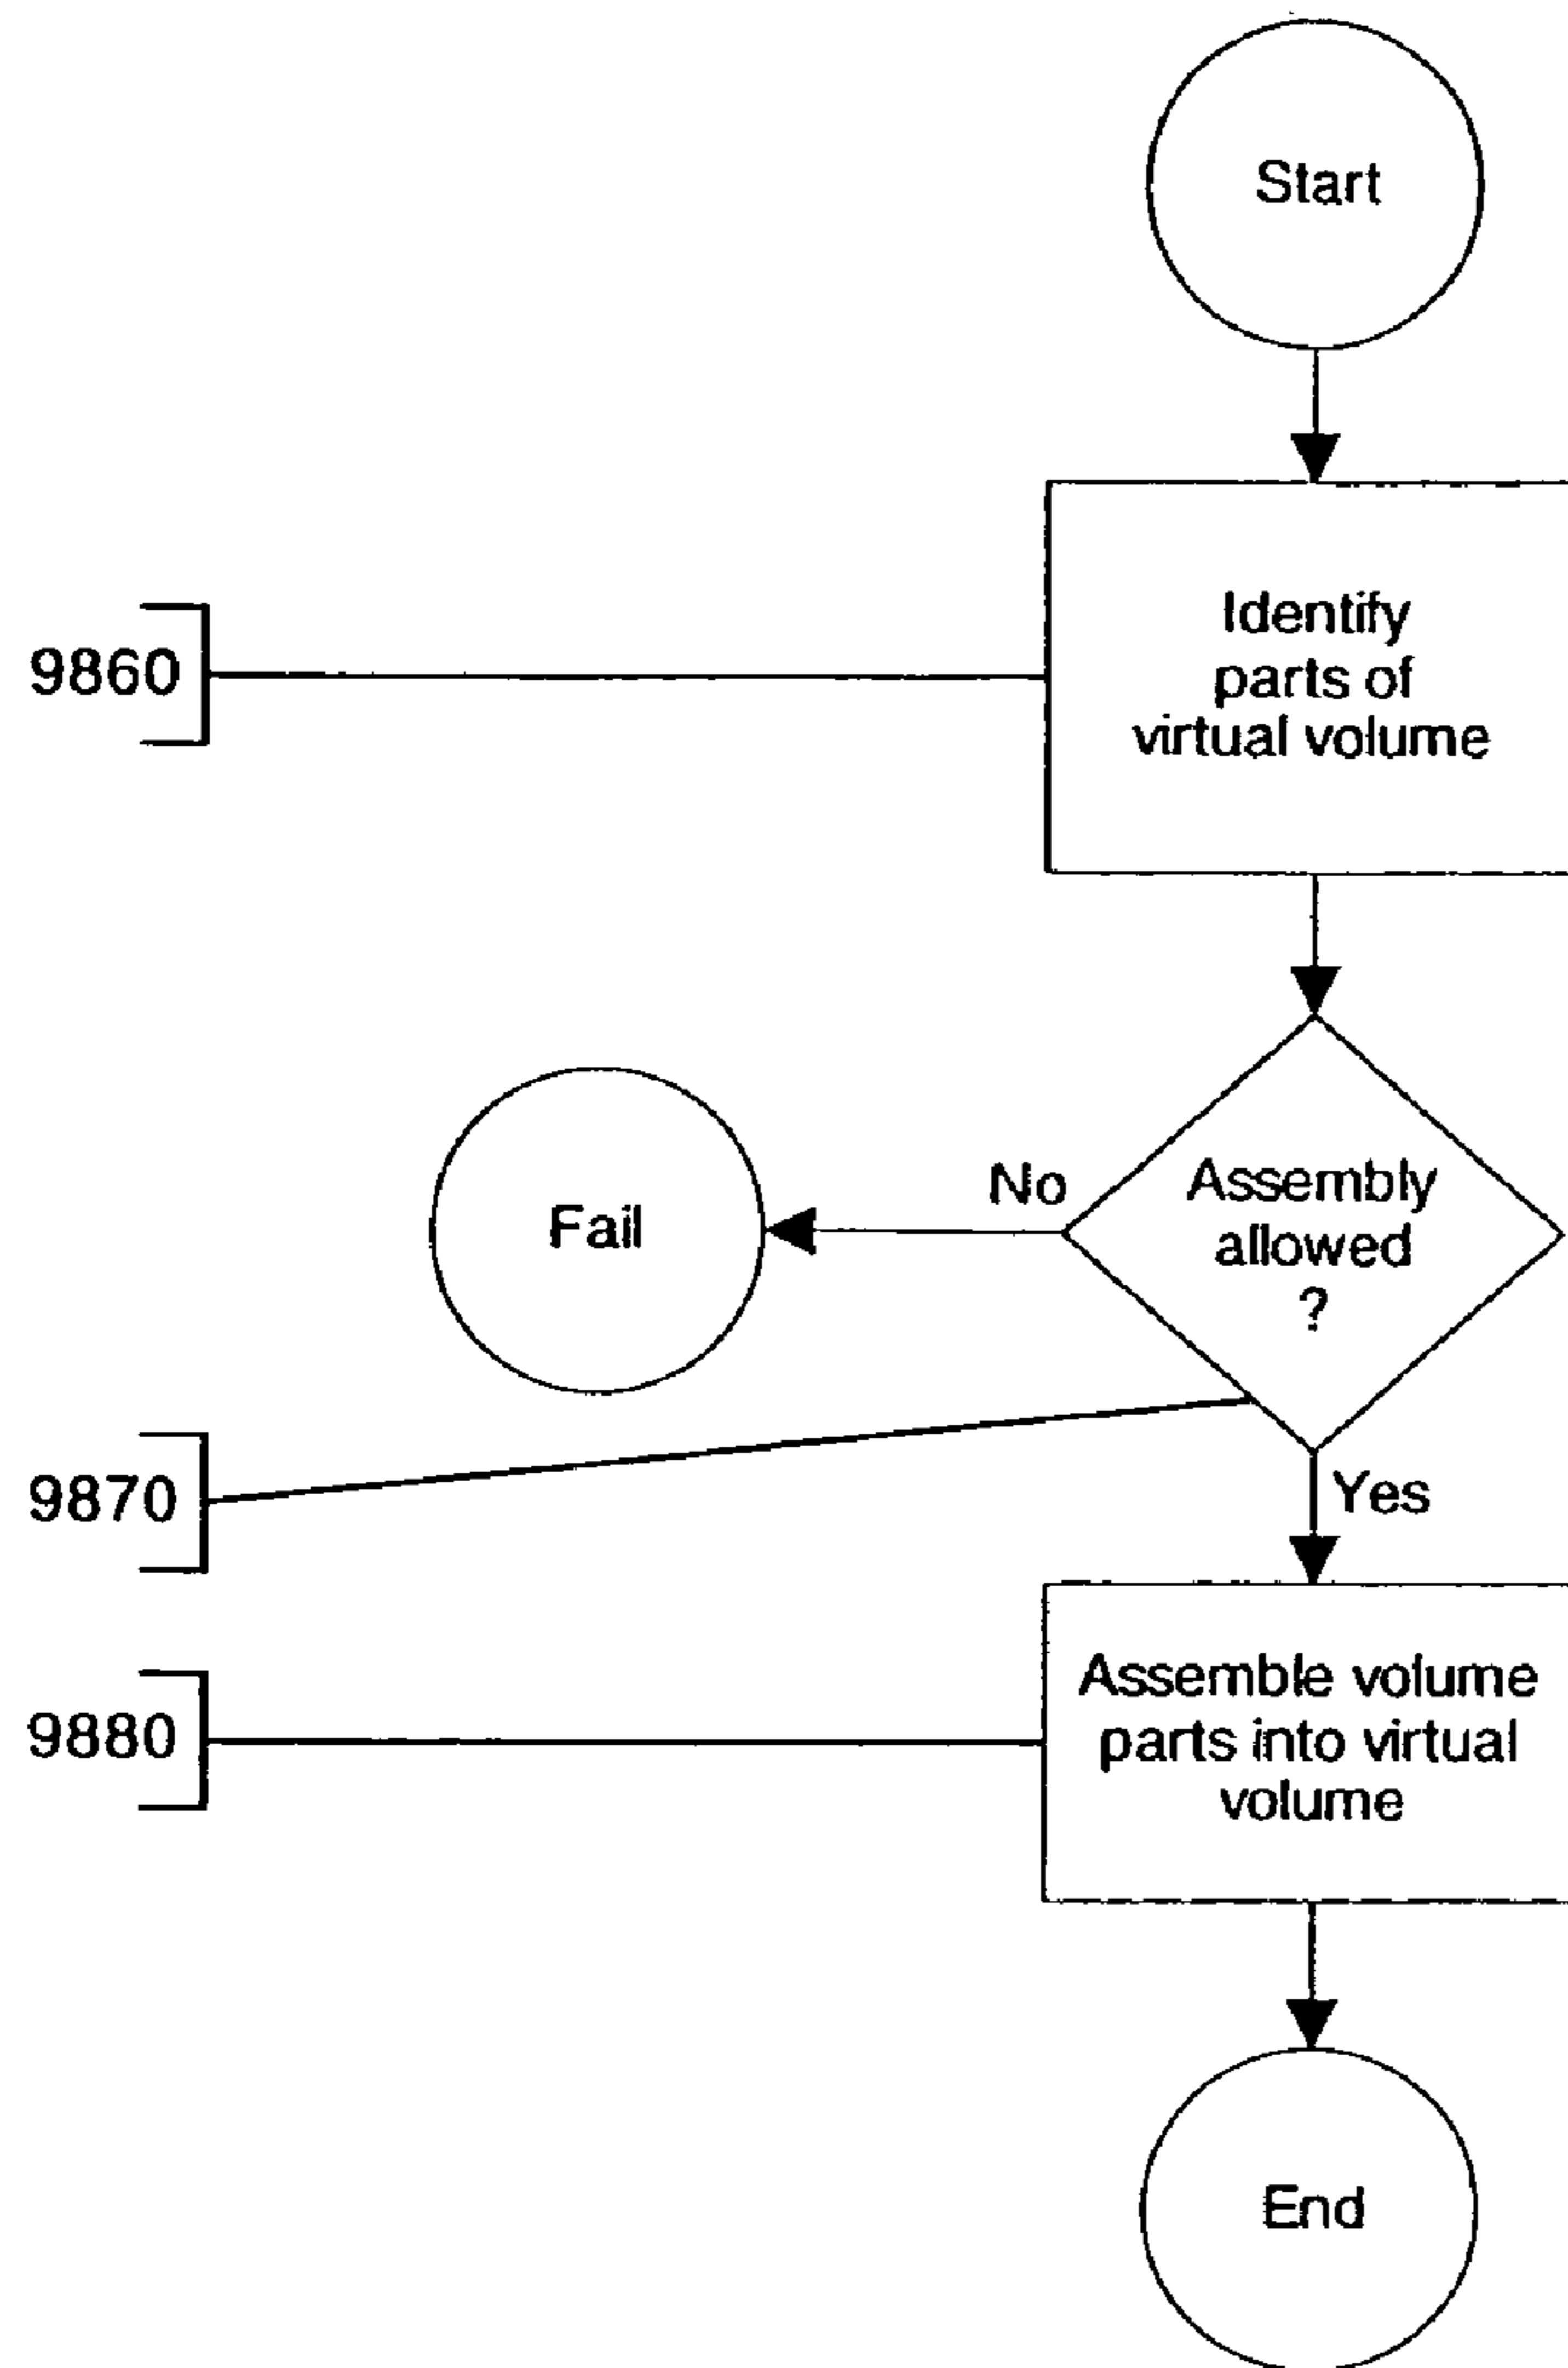 Start
9860
Identify
parts of
virtual volume
Fail
No
Assembly
allowed
?
9870
Yes
9880
Assemble volume
parts into virtual
volume
End